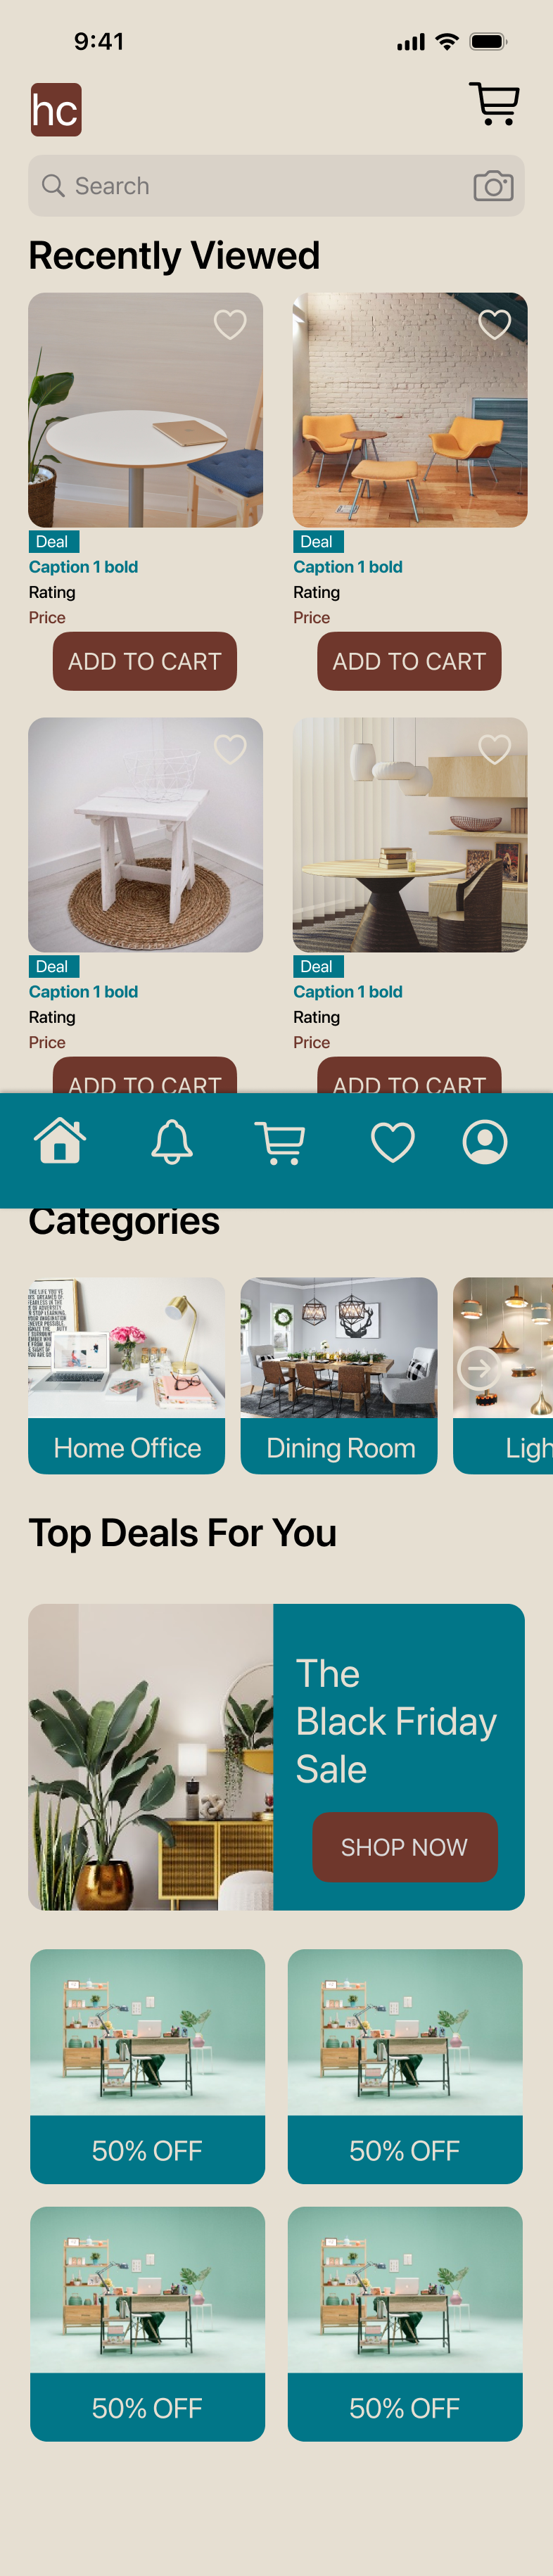 9:41
hc
Search
Recently Viewed
Deal
Deal
Caption 1 bold
Caption 1 bold
Rating
Rating
Price
Price
ADD TO CART
ADD TO CART
Deal
Deal
Caption 1 bold
Caption 1 bold
Rating
Rating
Price
Price
ADD TO CART
ADD TO CART
Categories
Home Office
Dining Room
Ligh
Top Deals For You
The
Black Friday
Sale
SHOP NOW
50% OFF
50% OFF
50% OFF
50% OFF